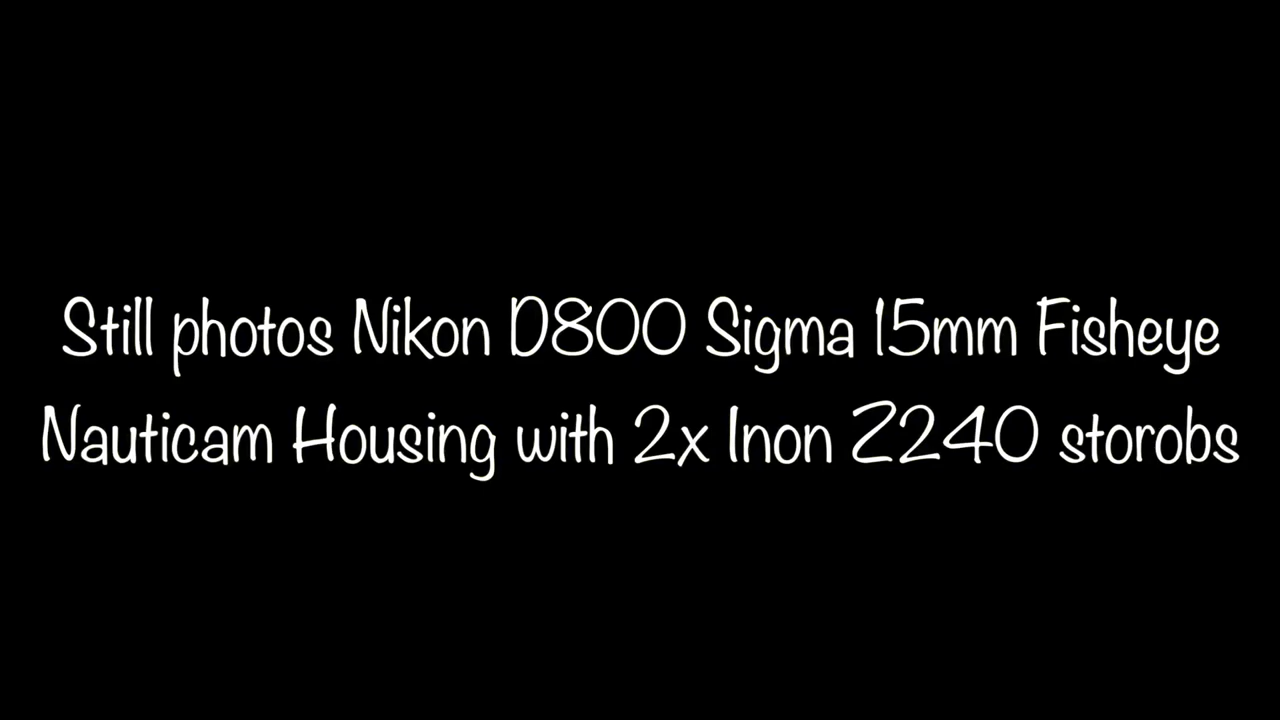 Still photos Nikon D800 Sigma 15mm Fisheye
Nauticam Housing with 2x Inon Z240 storobs